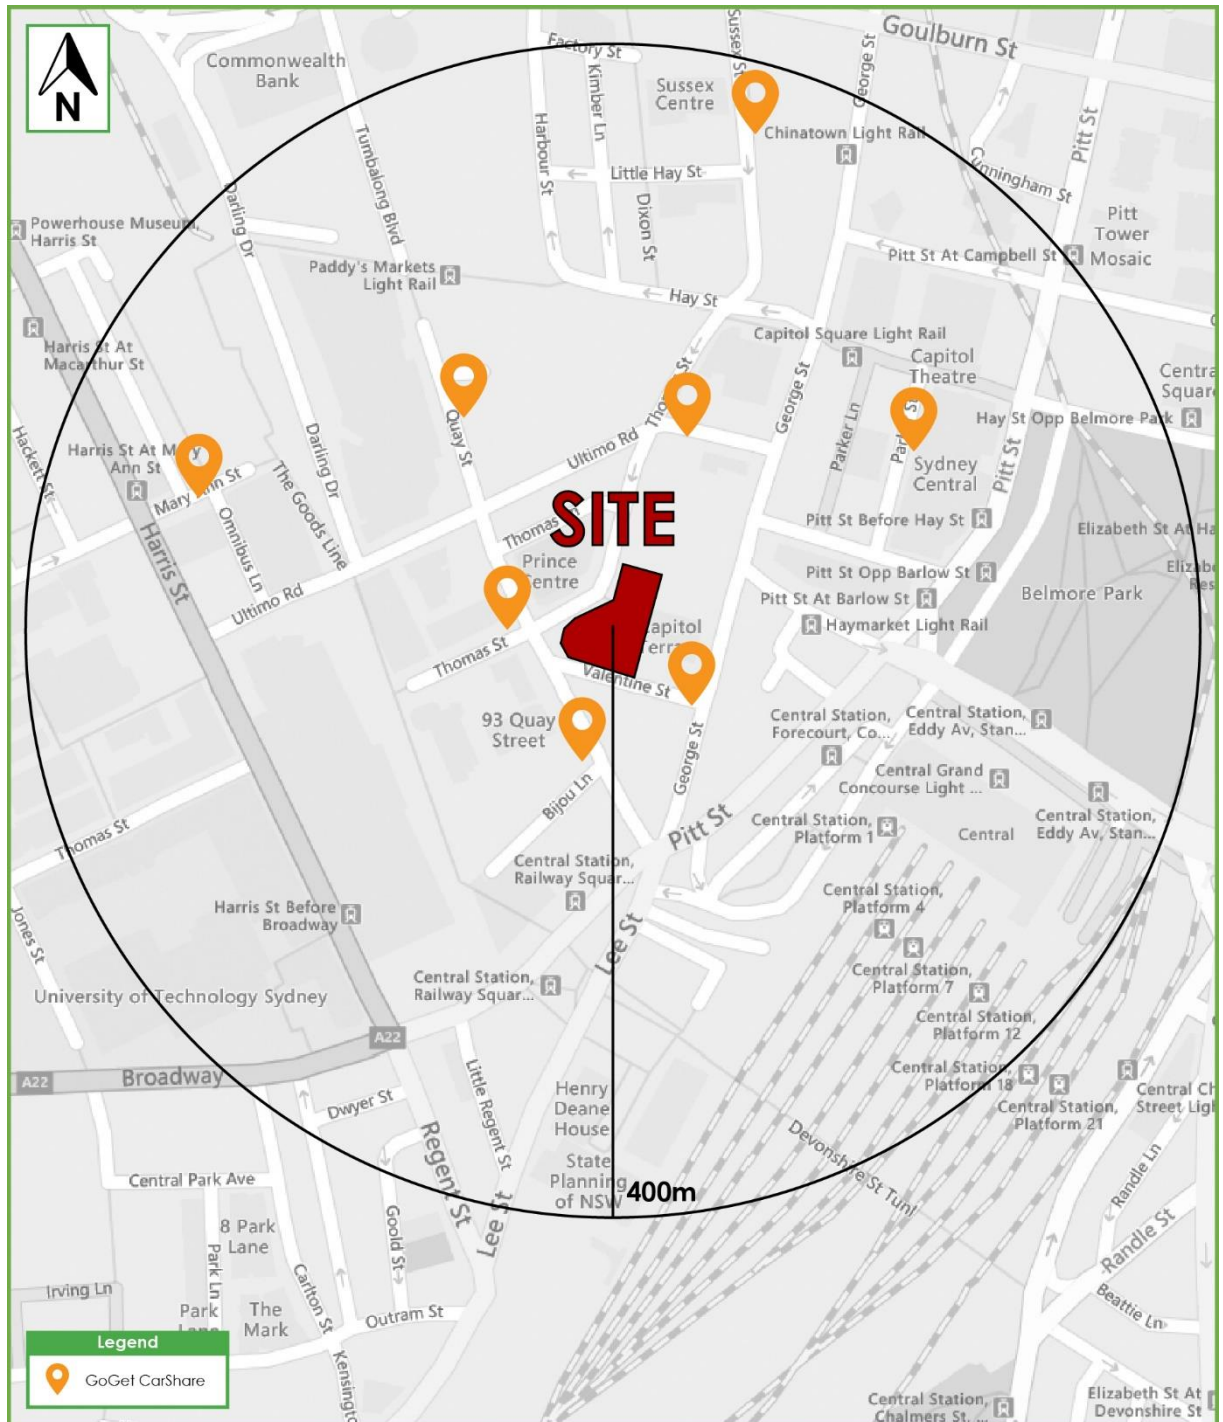 N
Commonwealth
Bank
Factory St
Kimber Ln
Sussex St
Sussex
Centre
George St
Goulburn St
Pitt St
Chinatown Light Rail
Cunningham St
Harbour St
Little Hay St
Dixon St
Tumbalong Blvd
Darling Dr
Powerhouse Museum,
Harris St
Pitt
Tower
Mosaic
Pitt St At Campbell St
Paddy's Markets
Light Rail
Hay St
Harris St At
Macarthur St
Capitol Square Light Rail
Capitol
Theatre
George St
Parker Ln
Hay St Opp Belmore Park
Quay St
Ultimo Rd
Hackett St
Harris St At
Ann St
Mary Ann St
Omnibus Ln
The Goods Line
Darling Dr
Sydney
Central
Pitt St
SITE
Thomas
Prince
Centre
Pitt St Before Hay St
Elizabeth St At
Pitt St Opp Barlow St
Pitt St At Barlow St
Belmore Park
Haymarket Light Rail
Harris St
Ultimo Rd
Thomas St
Valentine St
93 Quay
Street
George St
Central Station,
Forecourt, Co...
Central Station,
Eddy Av, Stan...
Central Grand
Concourse Light ...
Bijou Ln
Pitt St
Central Station,
Platform 1
Central
Central Station,
Eddy Av, Stan...
Thomas St
Central Station,
Railway Squar...
Central Station,
Platform 4
Harris St Before
Broadway
Jones St
Lee St
Central Station,
Platform 7
University of Technology Sydney
Central Station,
Railway Squar...
Central Station,
Platform 12
A22
A22
Broadway
Central Station,
Platform 18
Central Station,
Platform 21
Dwyer St
Little Regent St
Henry
Deane
House
State
Planning
of NSW
400m
Devonshire St Tunl
Randle Ln
Regent St
Lee St
Central Park Ave
8 Park
Lane
Goold St
Park Ln
Randle St
Irving Ln
Park
The
Mark
Carlton St
Outram St
Beattie Ln
Legend
GoGet CarShare
Central Station,
Chalmers St, ...
Elizabeth St At
Devonshire St